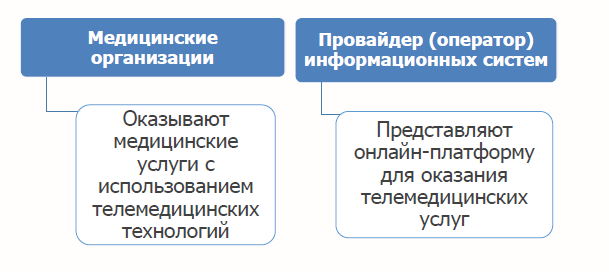 Медицинские
организации
Оказывают
медицинские
услуги с
использованием
телемедицинских
технологий
Провайдер (оператор)
информационных систем
Представляют
онлайн-платформу
для оказания
телемедицинских
услуг